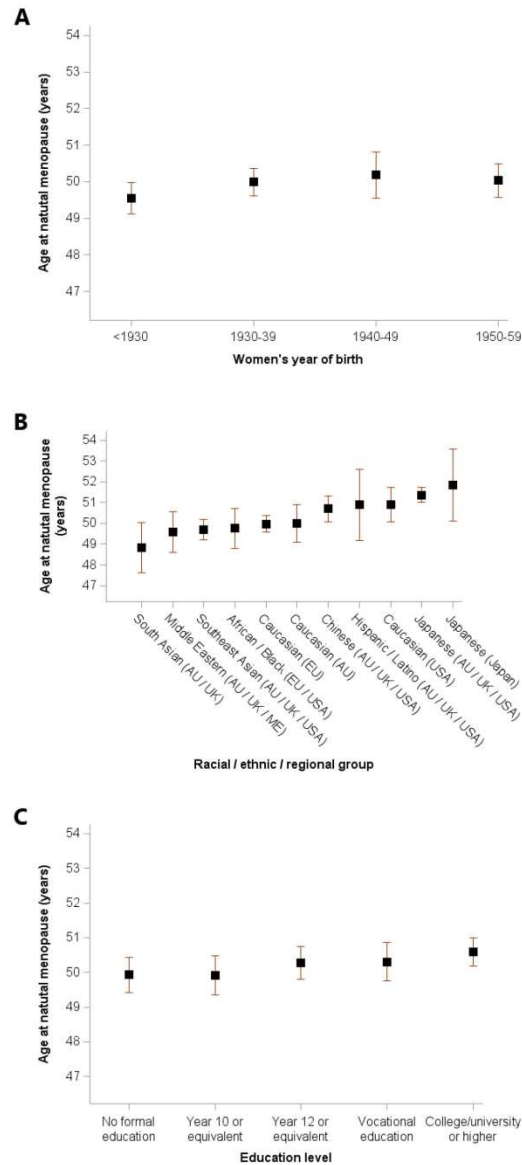 A
Age at natutal menopause (years)
54
53
52
51
50
49
48
47
<1930
1930-39
1940-49
1950-59
Women's year of birth
B
Age at natutal menopause
(years)
54
53
52
51
50
49
48
47
South Asian (AU / UK)
Middle Eastern (AU / UK / ME)
Southeast Asian (AU / UK / USA)
African / Black (EU / USA)
Caucasian (EU)
Caucasian (AU)
Chinese (AU / UK / USA)
Hispanic / Latino (AU / UK / USA)
Caucasian (USA)
Japanese (AU / UK / USA)
Japanese (Japan)
Racial / ethnic / regional group
C
Age at natutal menopause (years)
54
53
52
51
50
49
48
47
No formal
education
Year 10 or
equivalent
Year 12 or
equivalent
Vocational
education
College/university
or higher
Education level